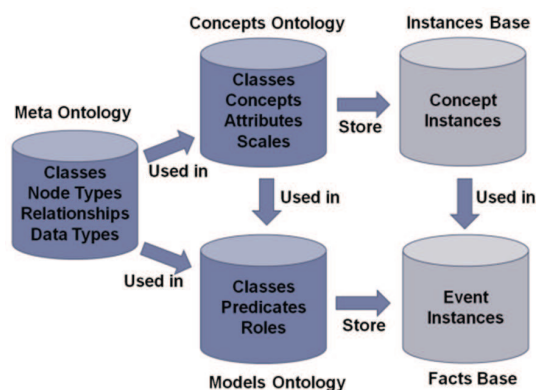 Concepts Ontology
Instances Base
Classes
Concepts
Attributes
Scales
Store
Concept
Instances
Meta Ontology
Classes
Node Types
Relationships
Data Types
Used in
Used in
Used in
Used in
Classes
Predicates
Roles
Store
Event
Instances
Models Ontology
Facts Base